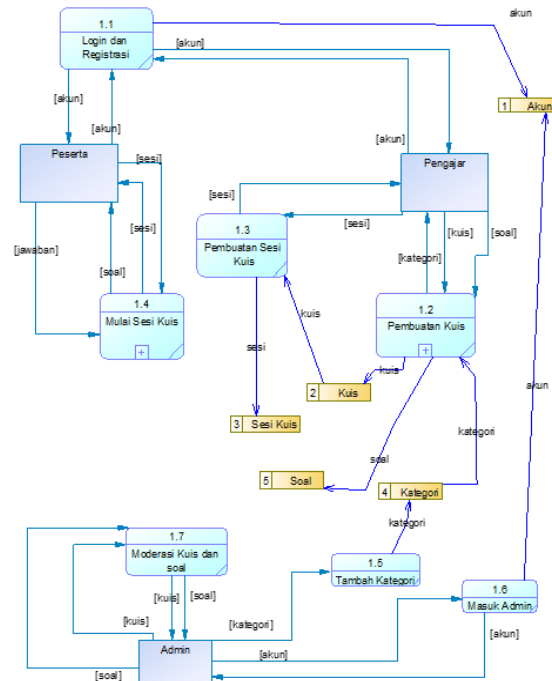 akun
1.1
Login dan
Registrasi
[akun]
[akun]
[akun]
1 Akun
Peserta
[sesi]
[akun]
Pengajar
[sesi]
[sesi]
1.3
Pembuatan Sesi
Kuis
[jawaban]
[soal]
[sesi]
[kategori]
[kuis]
[soal]
1.4
Mulai Sesi Kuis
1.2
Pembuatan Kuis
kuis
sesi
kuis
akun
2 Kuis
3 Sesi Kuis
kategori
soal
5 Soal
4 Kategori
kategori
1.7
Moderasi Kuis dan
soal
1.5
Tambah Kategori
1.6
Masuk Admin
[kuis]
[soal]
[kuis]
[kategori]
Admin
[akun]
[akun]
[soal]